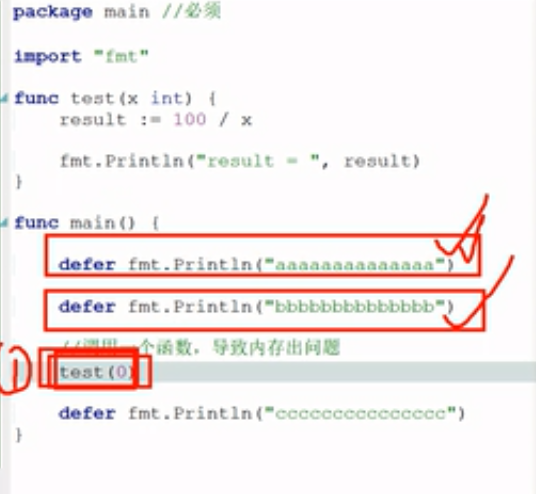 package main //必须
import "fmt"
func test(x int) {
result := 100 / x
fmt.Println("result = ", result)
}
func main() {
defer fmt.Println("aaaaaaaaaaaaaa")
defer fmt.Println("bbbbbbbbbbbbbb")
//调用一个函数，导致内存出问题
test(0)
defer fmt.Println("ccccccccccccccc")
}